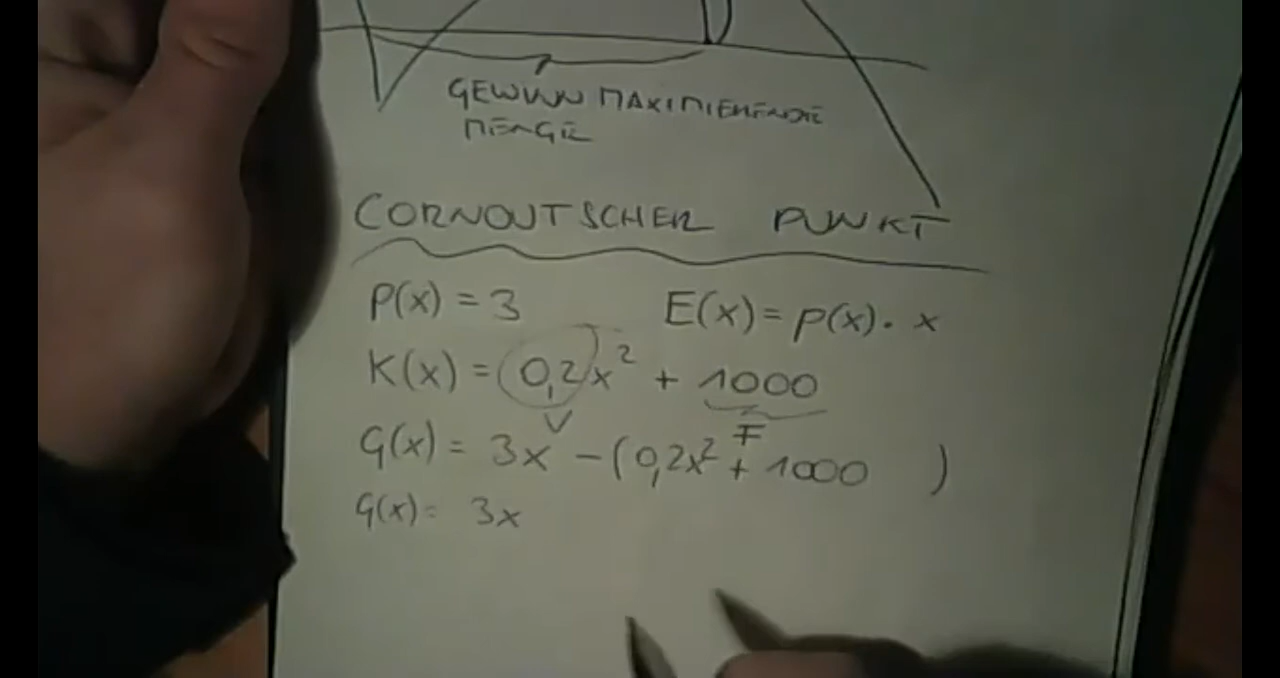 GEWINN MAXIMIERENDE
MENGE
CORNOUTSCHER PUNKT
P(x) = 3 E(x) = p(x) · x
K(x) = 0,2x² + 1000
V F
G(x) = 3x - (0,2x² + 1000 )
G(x) = 3x